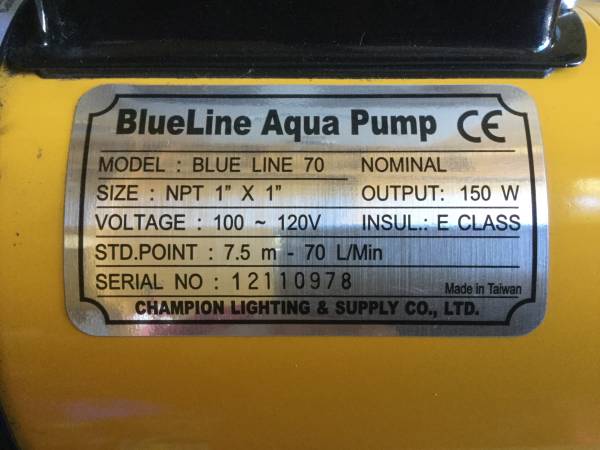 BlueLine Aqua Pump CE
MODEL : BLUE LINE 70 NOMINAL
SIZE : NPT 1” X 1” OUTPUT: 150 W
VOLTAGE : 100 ~ 120V INSUL.: E CLASS
STD.POINT : 7.5 m - 70 L/Min
SERIAL NO : 12110978 Made in Taiwan
CHAMPION LIGHTING & SUPPLY CO., LTD.